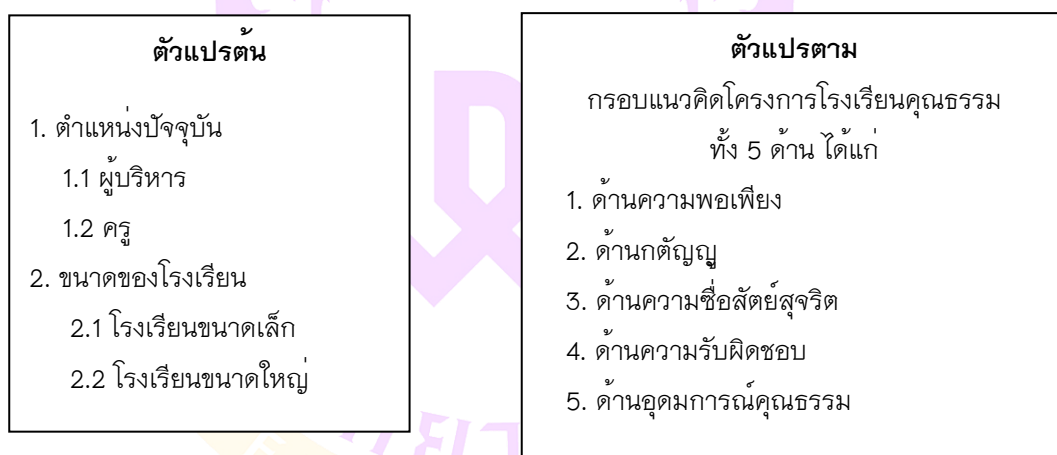 ตัวแปรต้น
1. ตำแหน่งปัจจุบัน
1.1 ผู้บริหาร
1.2 ครู
2. ขนาดของโรงเรียน
2.1 โรงเรียนขนาดเล็ก
2.2 โรงเรียนขนาดใหญ่
ตัวแปรตาม
กรอบแนวคิดโครงการโรงเรียนคุณธรรม
ทั้ง 5 ด้าน ได้แก่
1. ด้านความพอเพียง
2. ด้านกตัญญู
3. ด้านความซื่อสัตย์สุจริต
4. ด้านความรับผิดชอบ
5. ด้านอุดมการณ์คุณธรรม